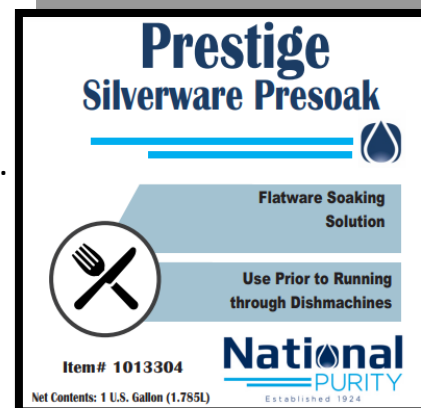 Prestige
Silverware Presoak
Flatware Soaking
Solution
Use Prior to Running
through Dishmachines
Item# 1013304
Net Contents: 1 U.S. Gallon (1.785L)
National
PURITY
Established 1924